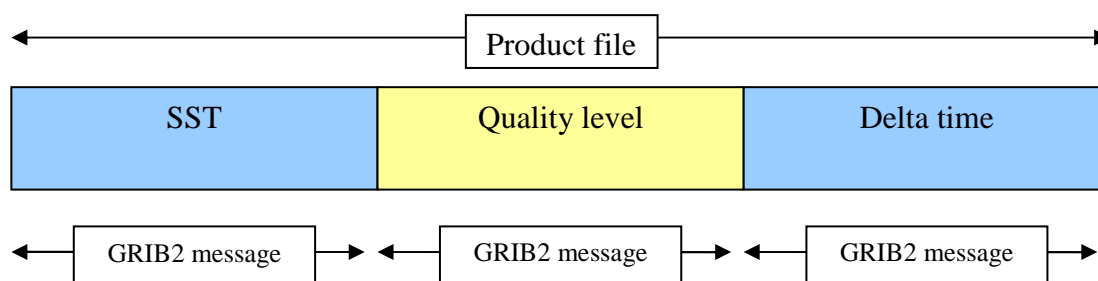 Product file
SST Quality level Delta time
GRIB2 message GRIB2 message GRIB2 message